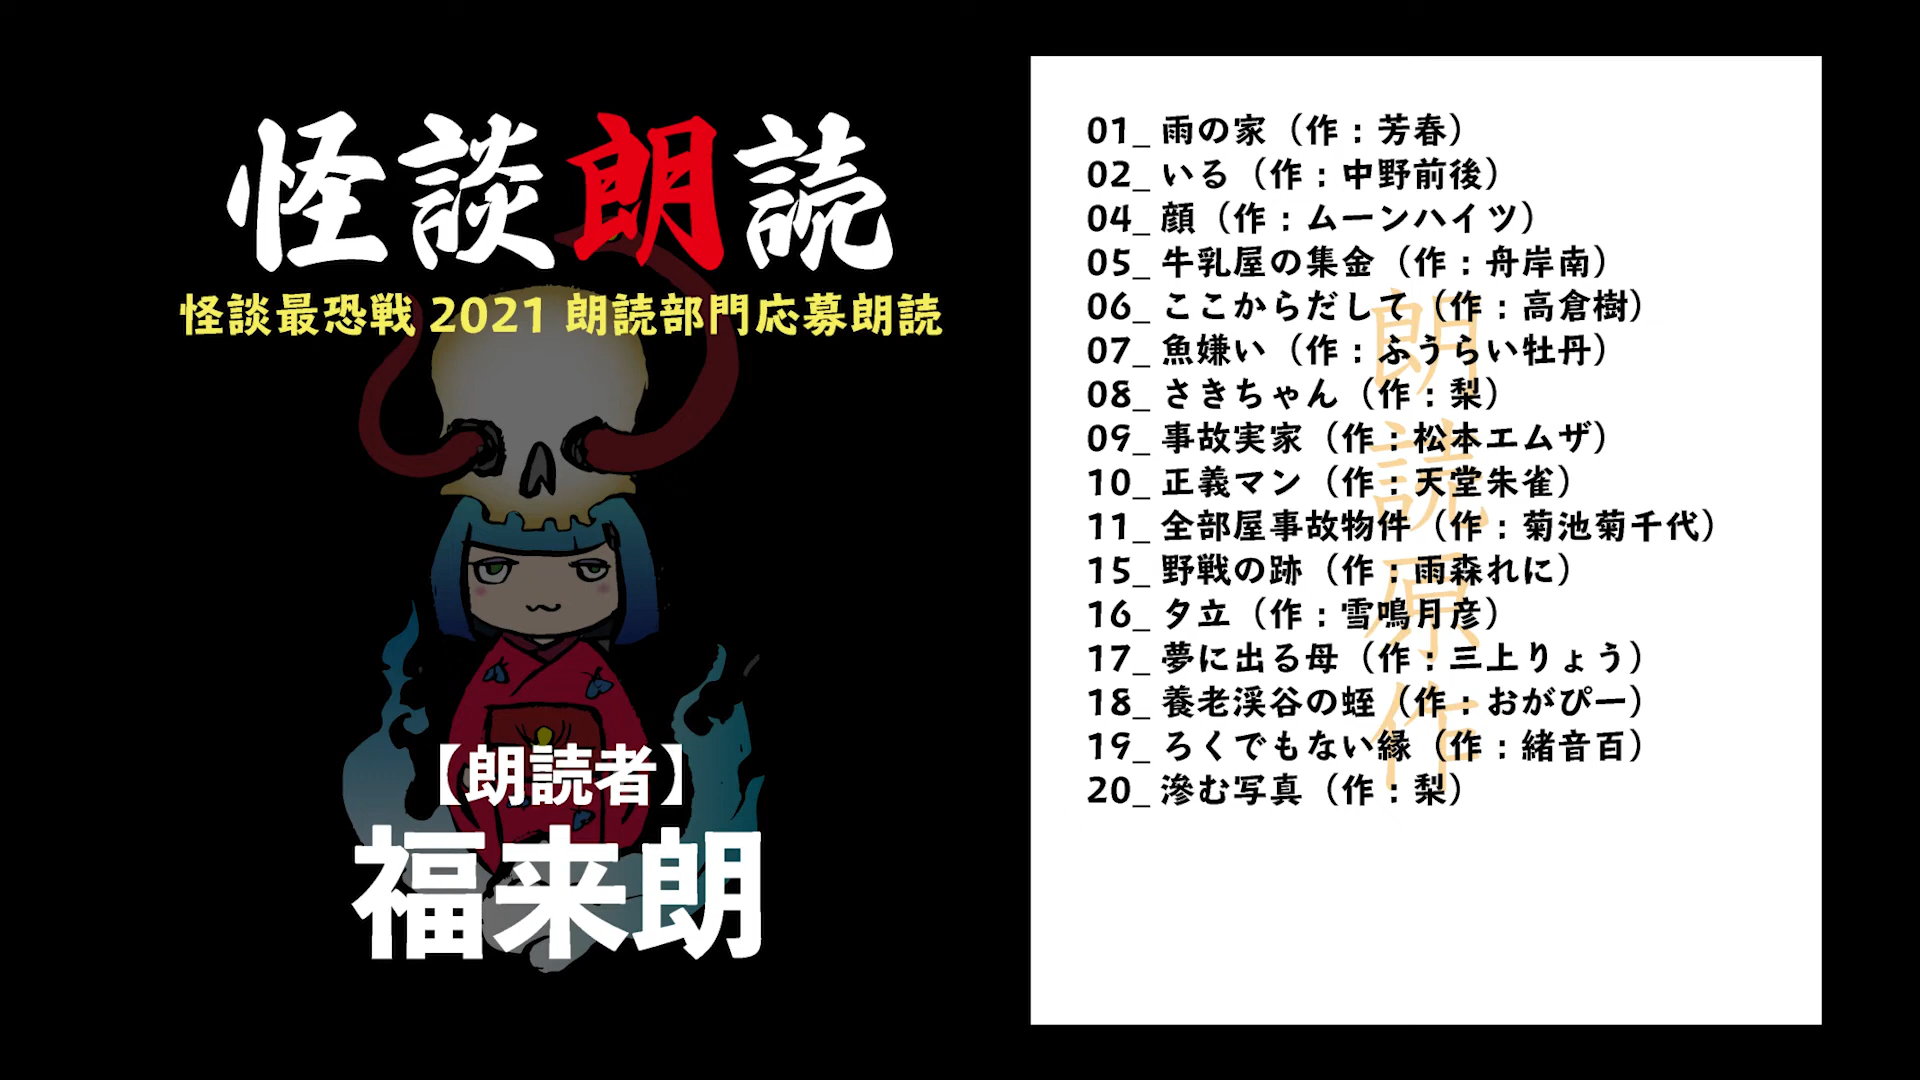 怪談朗読
怪談最恐戦2021 朗読部門応募朗読
【朗読者】
福来朗
朗読原作
01_ 雨の家（作：芳春）
02_ いる（作：中野前後）
04_ 顔（作：ムーンハイツ）
05_ 牛乳屋の集金（作：舟岸南）
06_ ここからだして（作：高倉樹）
07_ 魚嫌い（作：ふうらい牡丹）
08_ さきちゃん（作：梨）
09_ 事故実家（作：松本エムザ）
10_ 正義マン（作：天堂朱雀）
11_ 全部屋事故物件（作：菊池菊千代）
15_ 野戦の跡（作：雨森れに）
16_ 夕立（作：雪鳴月彦）
17_ 夢に出る母（作：三上りょう）
18_ 養老渓谷の蛭（作：おがぴー）
19_ ろくでもない縁（作：緒音百）
20_ 滲む写真（作：梨）